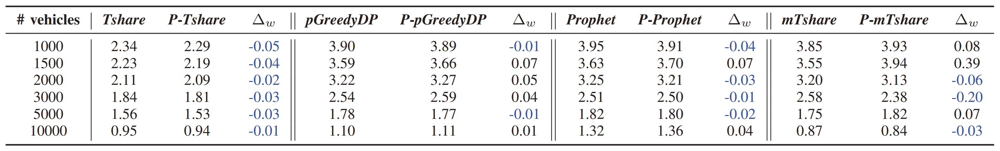 # vehicles Tshare P-Tshare Δw pGreedyDP P-pGreedyDP Δw Prophet P-Prophet Δw mTshare P-mTshare Δw
1000 2.34 2.29 -0.05 3.90 3.89 -0.01 3.95 3.91 -0.04 3.85 3.93 0.08
1500 2.23 2.19 -0.04 3.59 3.66 0.07 3.63 3.70 0.07 3.55 3.94 0.39
2000 2.11 2.09 -0.02 3.22 3.27 0.05 3.25 3.21 -0.03 3.20 3.13 -0.06
3000 1.84 1.81 -0.03 2.54 2.59 0.04 2.51 2.50 -0.01 2.58 2.38 -0.20
5000 1.56 1.53 -0.03 1.78 1.77 -0.01 1.82 1.80 -0.02 1.75 1.82 0.07
10000 0.95 0.94 -0.01 1.10 1.11 0.01 1.32 1.36 0.04 0.87 0.84 -0.03